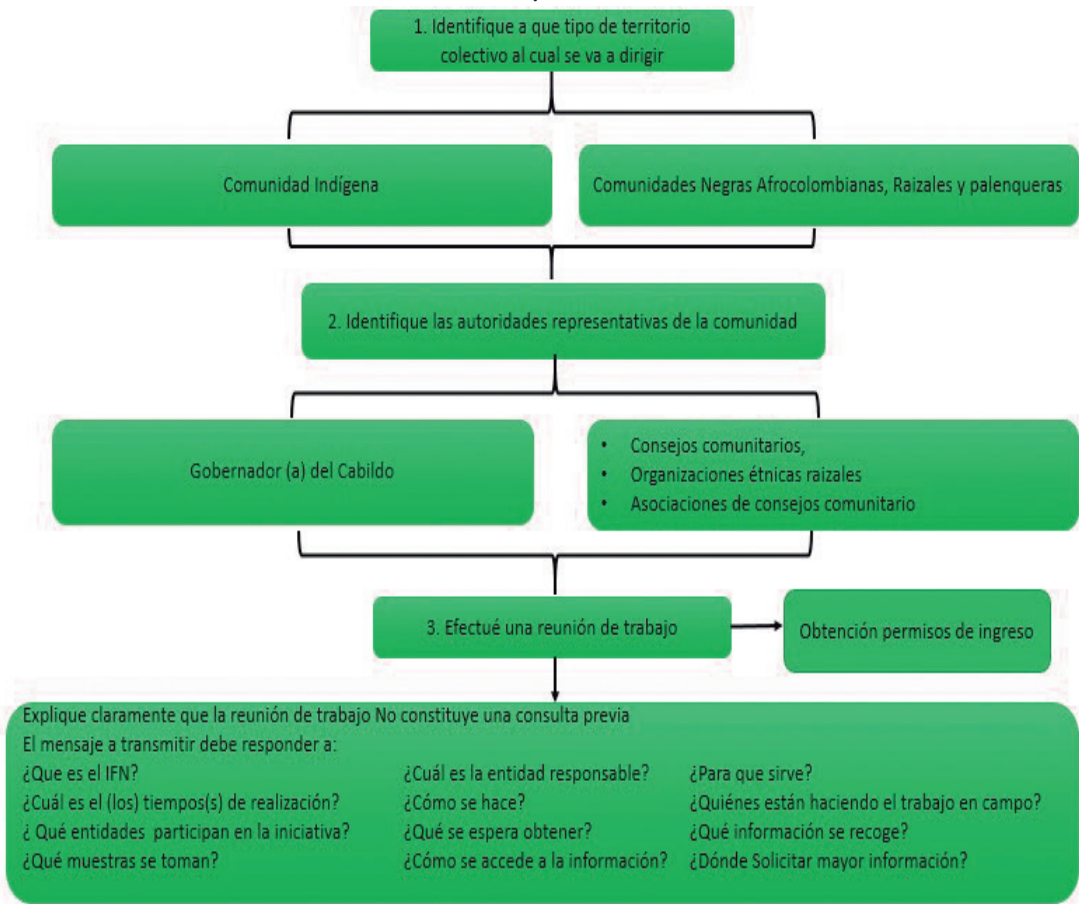 1. Identifique a que tipo de territorio
colectivo al cual se va a dirigir
Comunidad Indígena
Comunidades Negras Afrocolombianas, Raizales y palenqueras
2. Identifique las autoridades representativas de la comunidad
Gobernador (a) del Cabildo
• Consejos comunitarios,
• Organizaciones étnicas raizales
• Asociaciones de consejos comunitario
3. Efectué una reunión de trabajo
Obtención permisos de ingreso
Explique claramente que la reunión de trabajo No constituye una consulta previa
El mensaje a transmitir debe responder a:
¿Que es el IFN? ¿Cuál es la entidad responsable? ¿Para que sirve?
¿Cuál es el (los) tiempos(s) de realización? ¿Cómo se hace? ¿Quiénes están haciendo el trabajo en campo?
¿ Qué entidades participan en la iniciativa? ¿Qué se espera obtener? ¿Qué información se recoge?
¿Qué muestras se toman? ¿Cómo se accede a la información? ¿Dónde Solicitar mayor información?